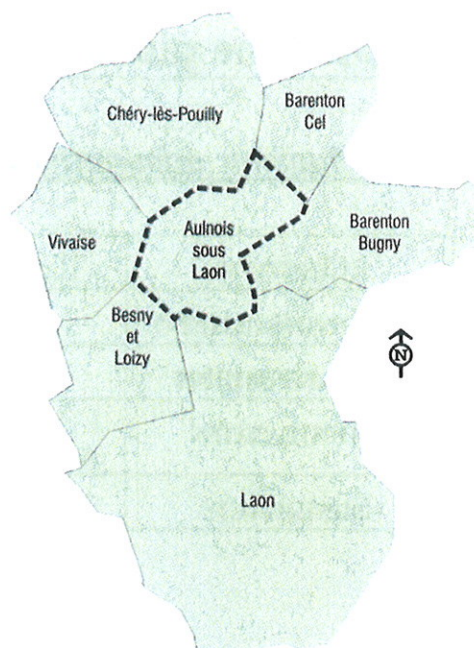 Chéry-lès-Pouilly
Barenton
Cel
Vivaise
Aulnois
sous
Laon
Barenton
Bugny
Besny
et
Loizy
N
Laon